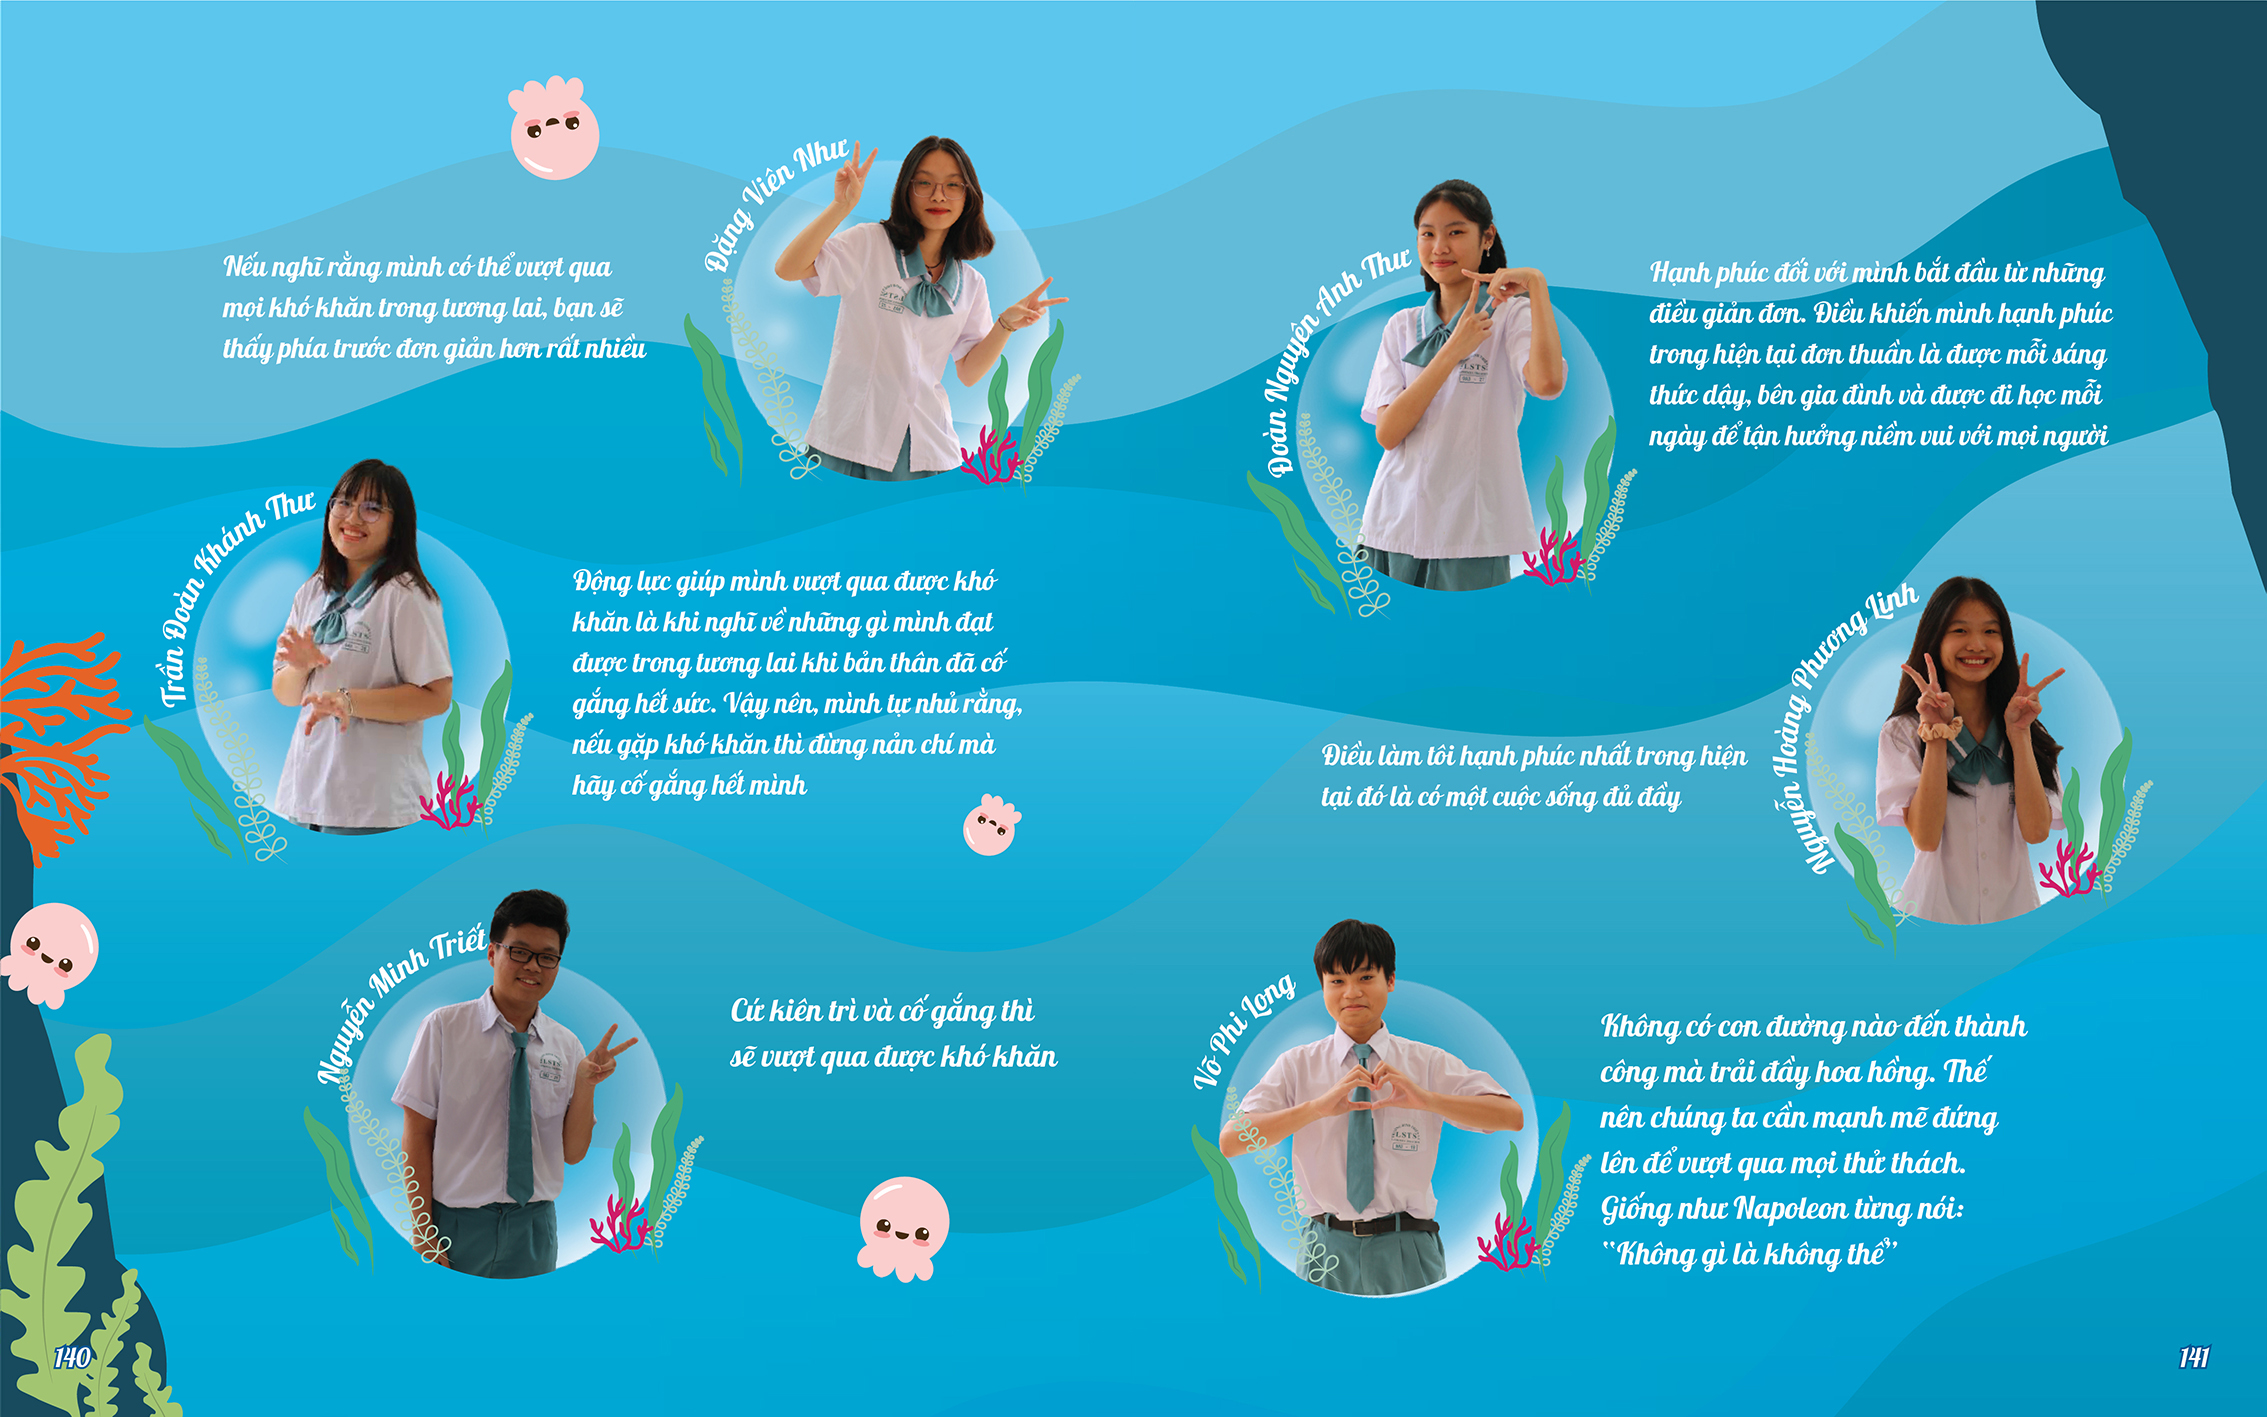 Đặng Viên Như
Nếu nghĩ rằng mình có thể vượt qua
mọi khó khăn trong tương lai, bạn sẽ
thấy phía trước đơn giản hơn rất nhiều
Trần Đoàn Khánh Thư
Động lực giúp mình vượt qua được khó
khăn là khi nghĩ về những gì mình đạt
được trong tương lai khi bản thân đã cố
gắng hết sức. Vậy nên, mình tự nhủ rằng,
nếu gặp khó khăn thì đừng nản chí mà
hãy cố gắng hết mình
Nguyễn Minh Triết
LSTS
Cứ kiên trì và cố gắng thì
sẽ vượt qua được khó khăn
140
Đoàn Nguyên Anh Thư
LSTS
Hạnh phúc đối với mình bắt đầu từ những
điều giản đơn. Điều khiến mình hạnh phúc
trong hiện tại đơn thuần là được mỗi sáng
thức dậy, bên gia đình và được đi học mỗi
ngày để tận hưởng niềm vui với mọi người
Nguyễn Hoàng Phương Linh
Điều làm tôi hạnh phúc nhất trong hiện
tại đó là có một cuộc sống đủ đầy
Võ Phi Long
LSTS
Không có con đường nào đến thành
công mà trải đầy hoa hồng. Thế
nên chúng ta cần mạnh mẽ đứng
lên để vượt qua mọi thử thách.
Giống như Napoleon từng nói:
“Không gì là không thể”
141